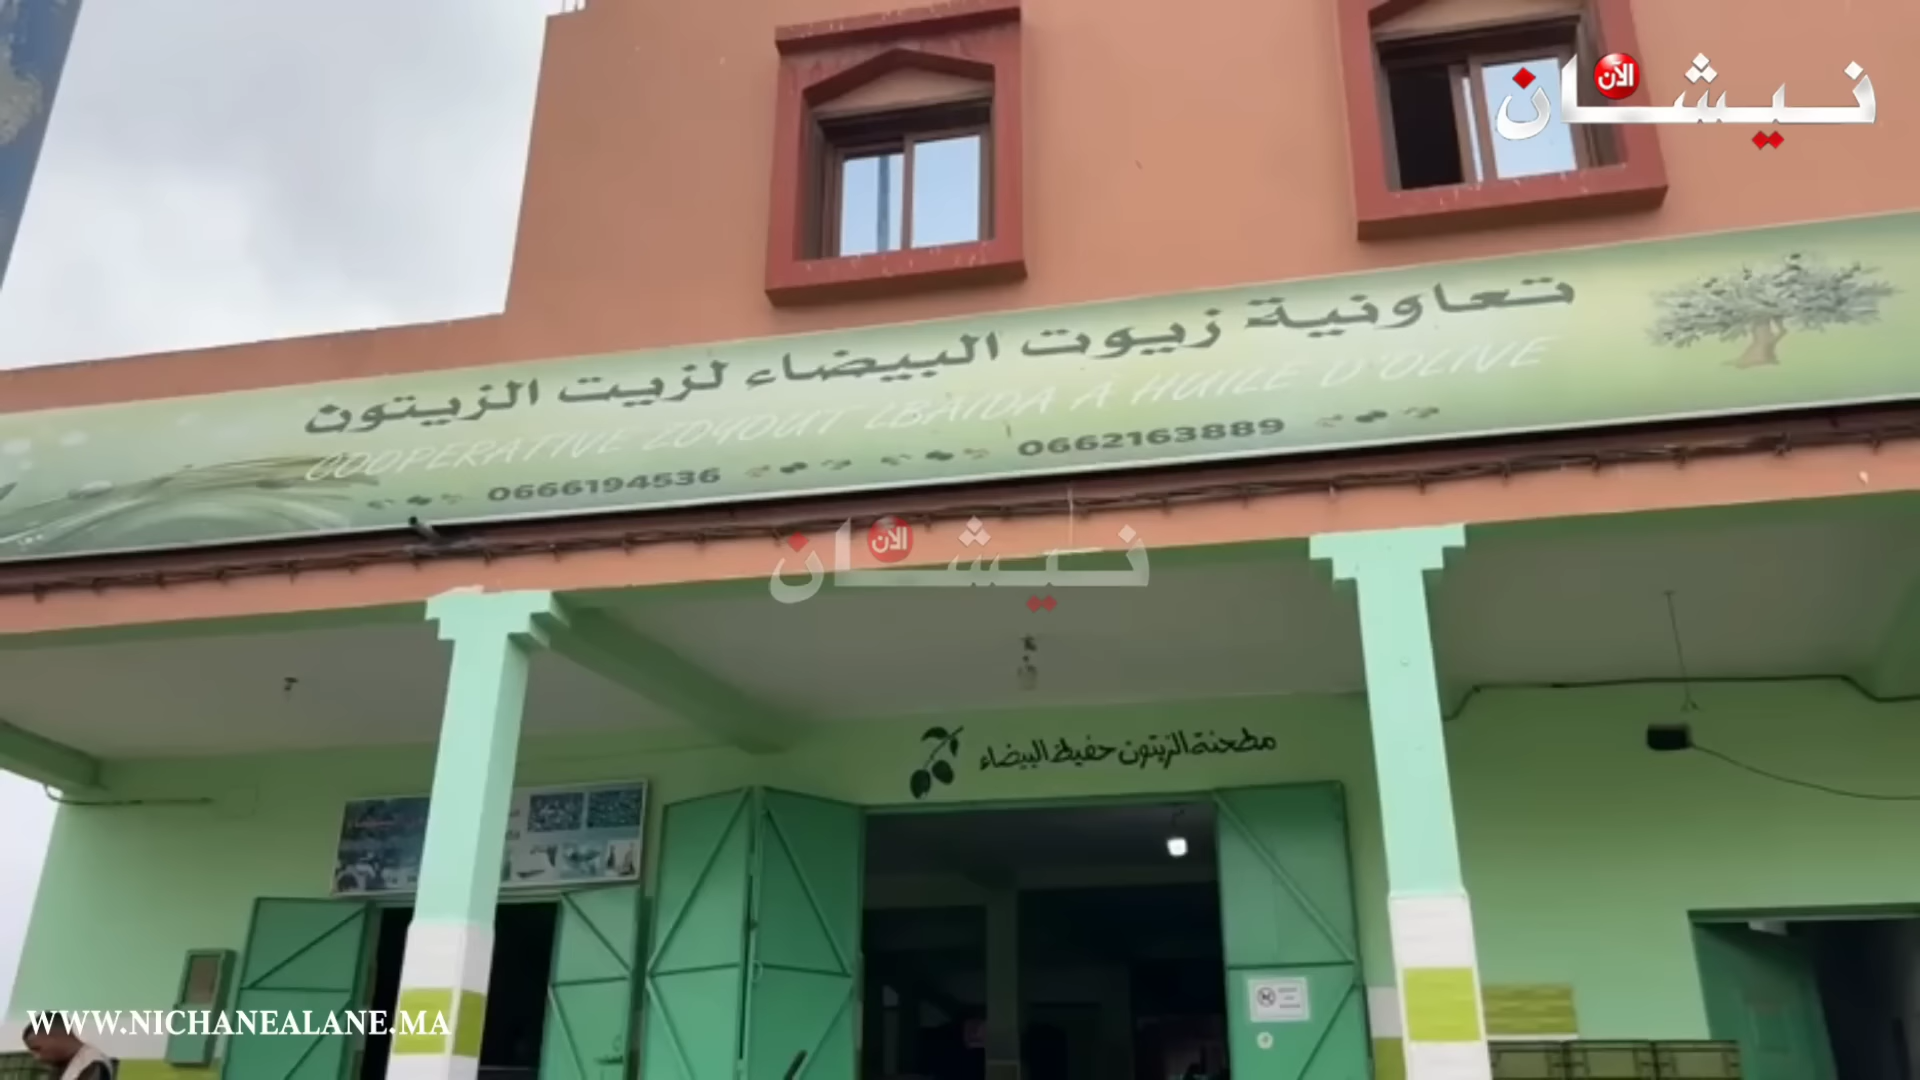 نيشان الآن
تعاونية زيوت البيضاء لزيت الزيتون
COOPERATIVE ZOYOUT LBAIDA A HUILE D'OLIVE
0666194536
0662163889
نيشان الآن
مطحنة الزيتون حفيظ البيضاء
WWW.NICHANEALANE.MA